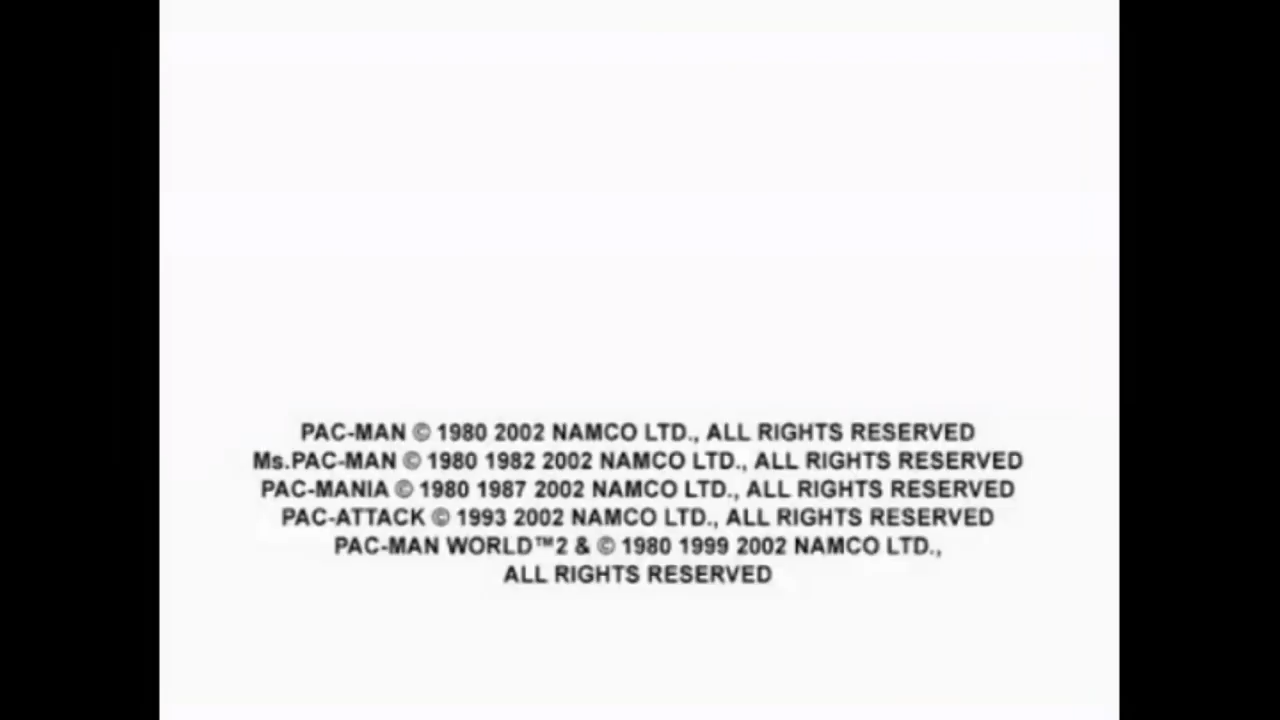 PAC-MAN © 1980 2002 NAMCO LTD., ALL RIGHTS RESERVED
Ms.PAC-MAN © 1980 1982 2002 NAMCO LTD., ALL RIGHTS RESERVED
PAC-MANIA © 1980 1987 2002 NAMCO LTD., ALL RIGHTS RESERVED
PAC-ATTACK © 1993 2002 NAMCO LTD., ALL RIGHTS RESERVED
PAC-MAN WORLD™2 & © 1980 1999 2002 NAMCO LTD.,
ALL RIGHTS RESERVED